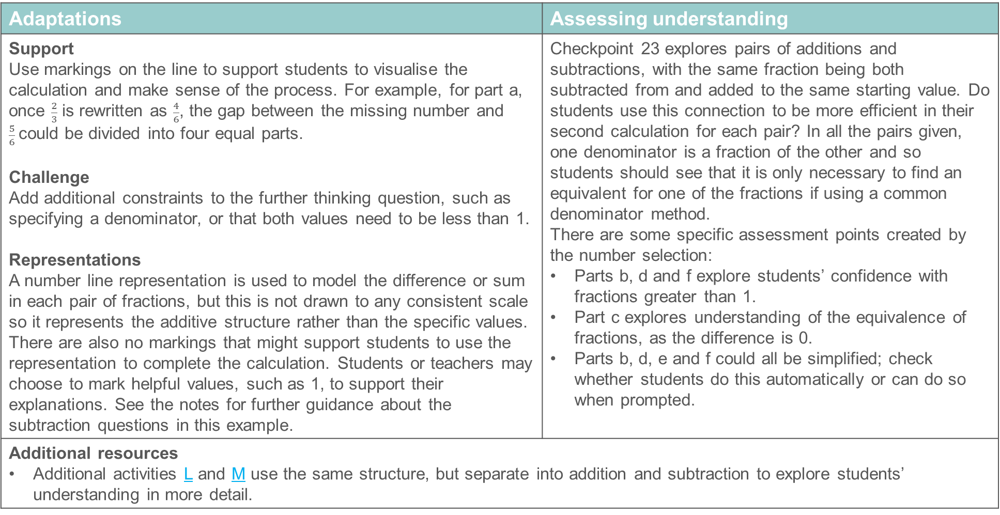 Adaptations
Support
Use markings on the line to support students to visualise the
calculation and make sense of the process. For example, for part a,
once 2/3 is rewritten as 4/6, the gap between the missing number and
5/6 could be divided into four equal parts.
Challenge
Add additional constraints to the further thinking question, such as
specifying a denominator, or that both values need to be less than 1.
Representations
A number line representation is used to model the difference or sum
in each pair of fractions, but this is not drawn to any consistent scale
so it represents the additive structure rather than the specific values.
There are also no markings that might support students to use the
representation to complete the calculation. Students or teachers may
choose to mark helpful values, such as 1, to support their
explanations. See the notes for further guidance about the
subtraction questions in this example.
Assessing understanding
Checkpoint 23 explores pairs of additions and
subtractions, with the same fraction being both
subtracted from and added to the same starting value. Do
students use this connection to be more efficient in their
second calculation for each pair? In all the pairs given,
one denominator is a fraction of the other and so
students should see that it is only necessary to find an
equivalent for one of the fractions if using a common
denominator method.
There are some specific assessment points created by
the number selection:
• Parts b, d and f explore students’ confidence with
fractions greater than 1.
• Part c explores understanding of the equivalence of
fractions, as the difference is 0.
• Parts b, d, e and f could all be simplified; check
whether students do this automatically or can do so
when prompted.
Additional resources
• Additional activities L and M use the same structure, but separate into addition and subtraction to explore students’
understanding in more detail.